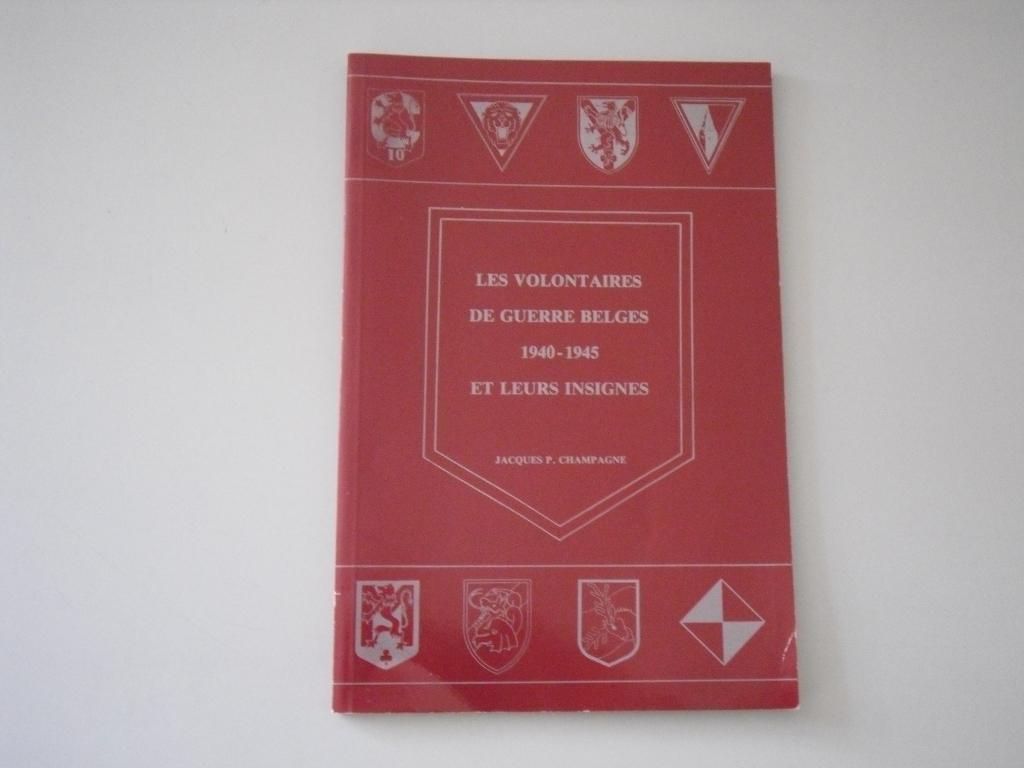 10
LES VOLONTAIRES
DE GUERRE BELGES
1940-1945
ET LEURS INSIGNES
JACQUES P. CHAMPAGNE